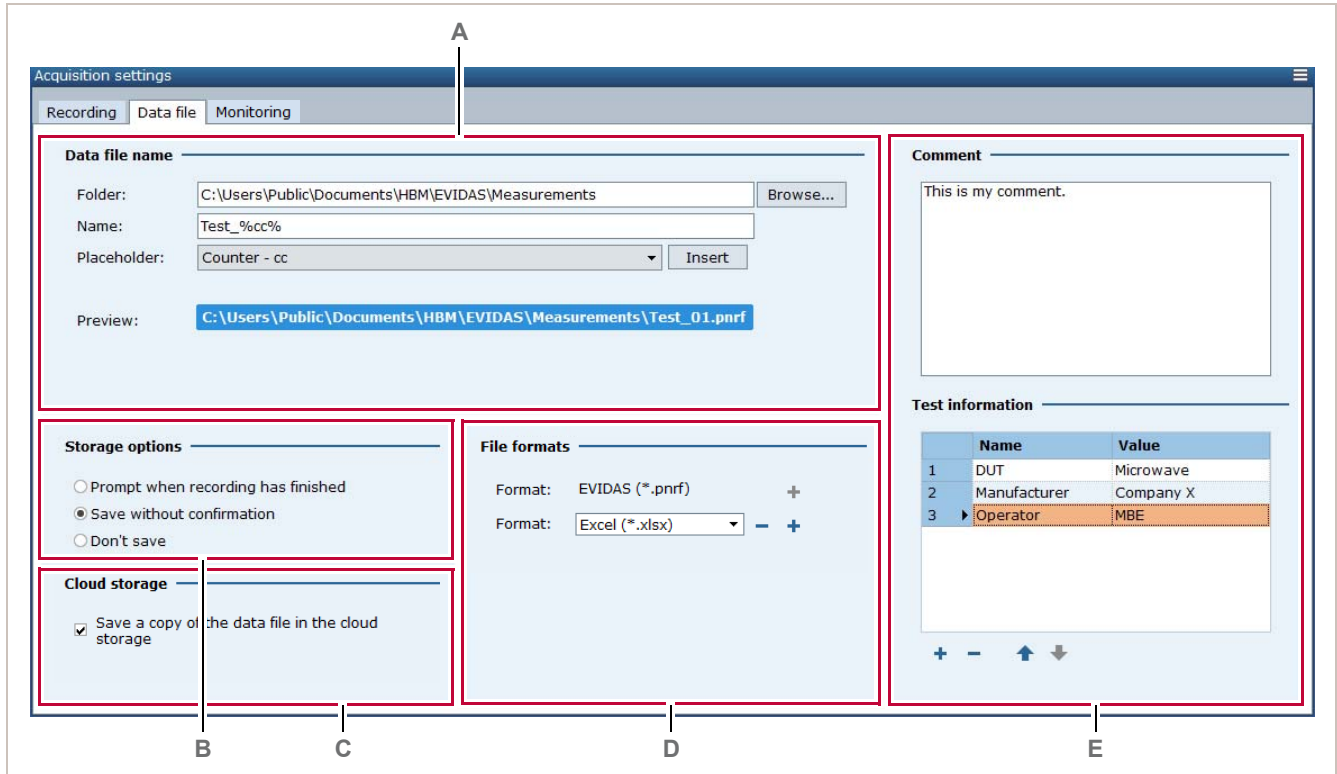 A
Acquisition settings
Recording Data file Monitoring
Data file name
Folder: C:\Users\Public\Documents\HBM\EVIDAS\Measurements Browse...
Name: Test_%cc%
Placeholder: Counter - cc Insert
Preview: C:\Users\Public\Documents\HBM\EVIDAS\Measurements\Test_01.pnrf
Storage options
Prompt when recording has finished
Save without confirmation
Don't save
Cloud storage
Save a copy of the data file in the cloud
storage
File formats
Format: EVIDAS (*.pnrf) +
Format: Excel (*.xlsx) - +
Comment
This is my comment.
Test information
Name Value
1 DUT Microwave
2 Manufacturer Company X
3 Operator MBE
+ -
B C D E